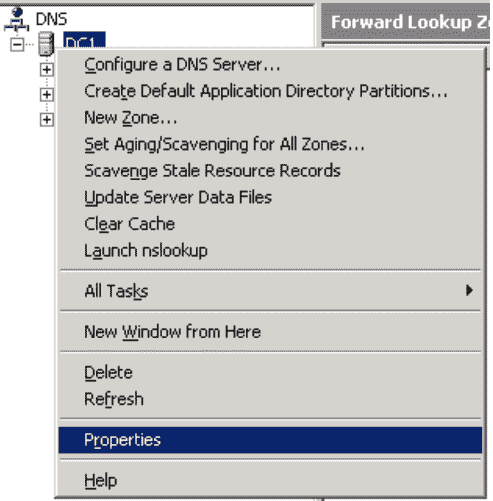 DNS
DC1
Forward Lookup
Configure a DNS Server...
Create Default Application Directory Partitions...
New Zone...
Set Aging/Scavenging for All Zones...
Scavenge Stale Resource Records
Update Server Data Files
Clear Cache
Launch nslookup
All Tasks
New Window from Here
Delete
Refresh
Properties
Help